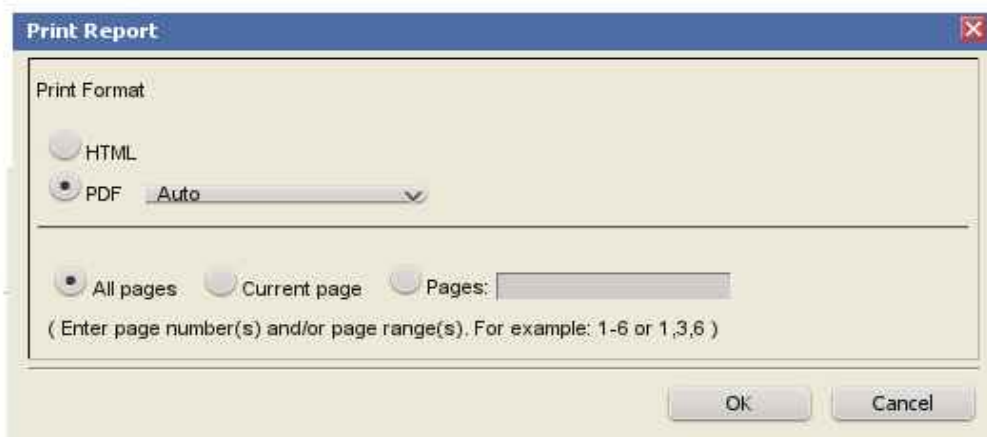 Print Report
Print Format
HTML
PDF Auto
All pages Current page Pages:
( Enter page number(s) and/or page range(s). For example: 1-6 or 1,3,6 )
OK Cancel